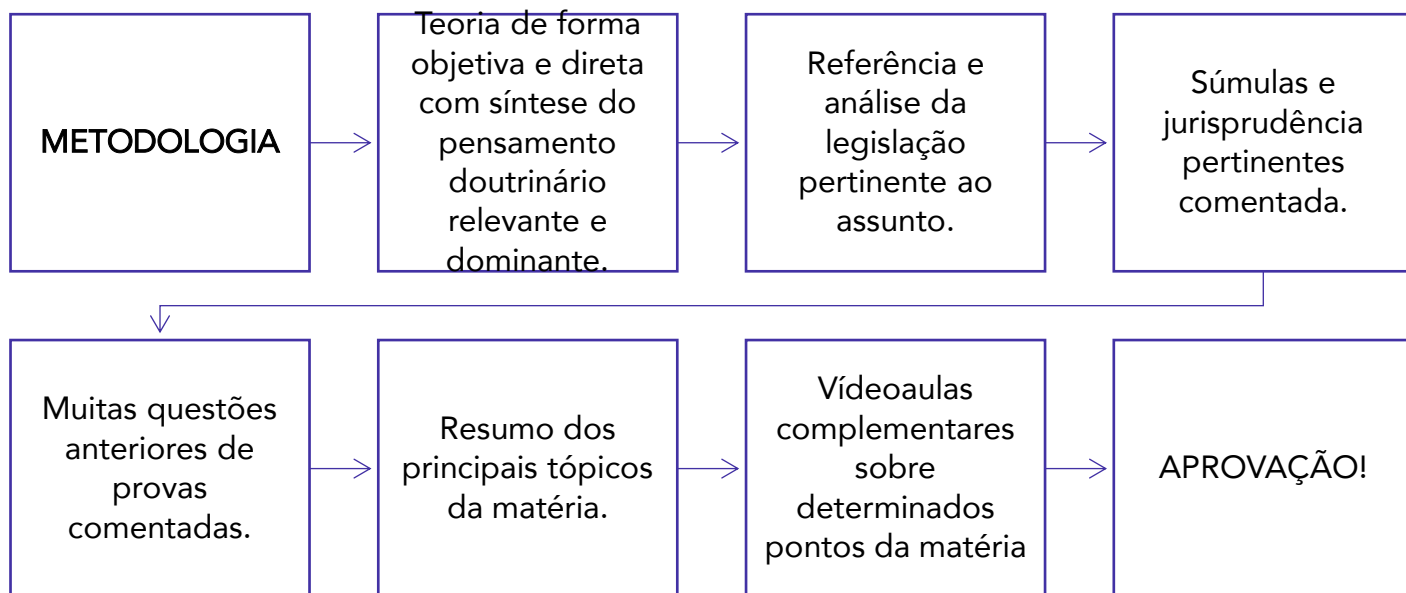 METODOLOGIA
Teoria de forma
objetiva e direta
com síntese do
pensamento
doutrinário
relevante e
dominante.
Referência e
análise da
legislação
pertinente ao
assunto.
Súmulas e
jurisprudência
pertinentes
comentada.
Muitas questões
anteriores de
provas
comentadas.
Resumo dos
principais tópicos
da matéria.
Vídeoaulas
complementares
sobre
determinados
pontos da matéria
APROVAÇÃO!